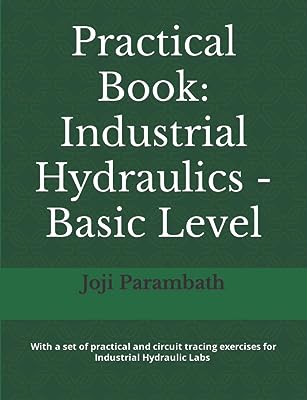 Practical
Book:
Industrial
Hydraulics -
Basic Level
Joji Parambath
With a set of practical and circuit tracing exercises for
Industrial Hydraulic Labs